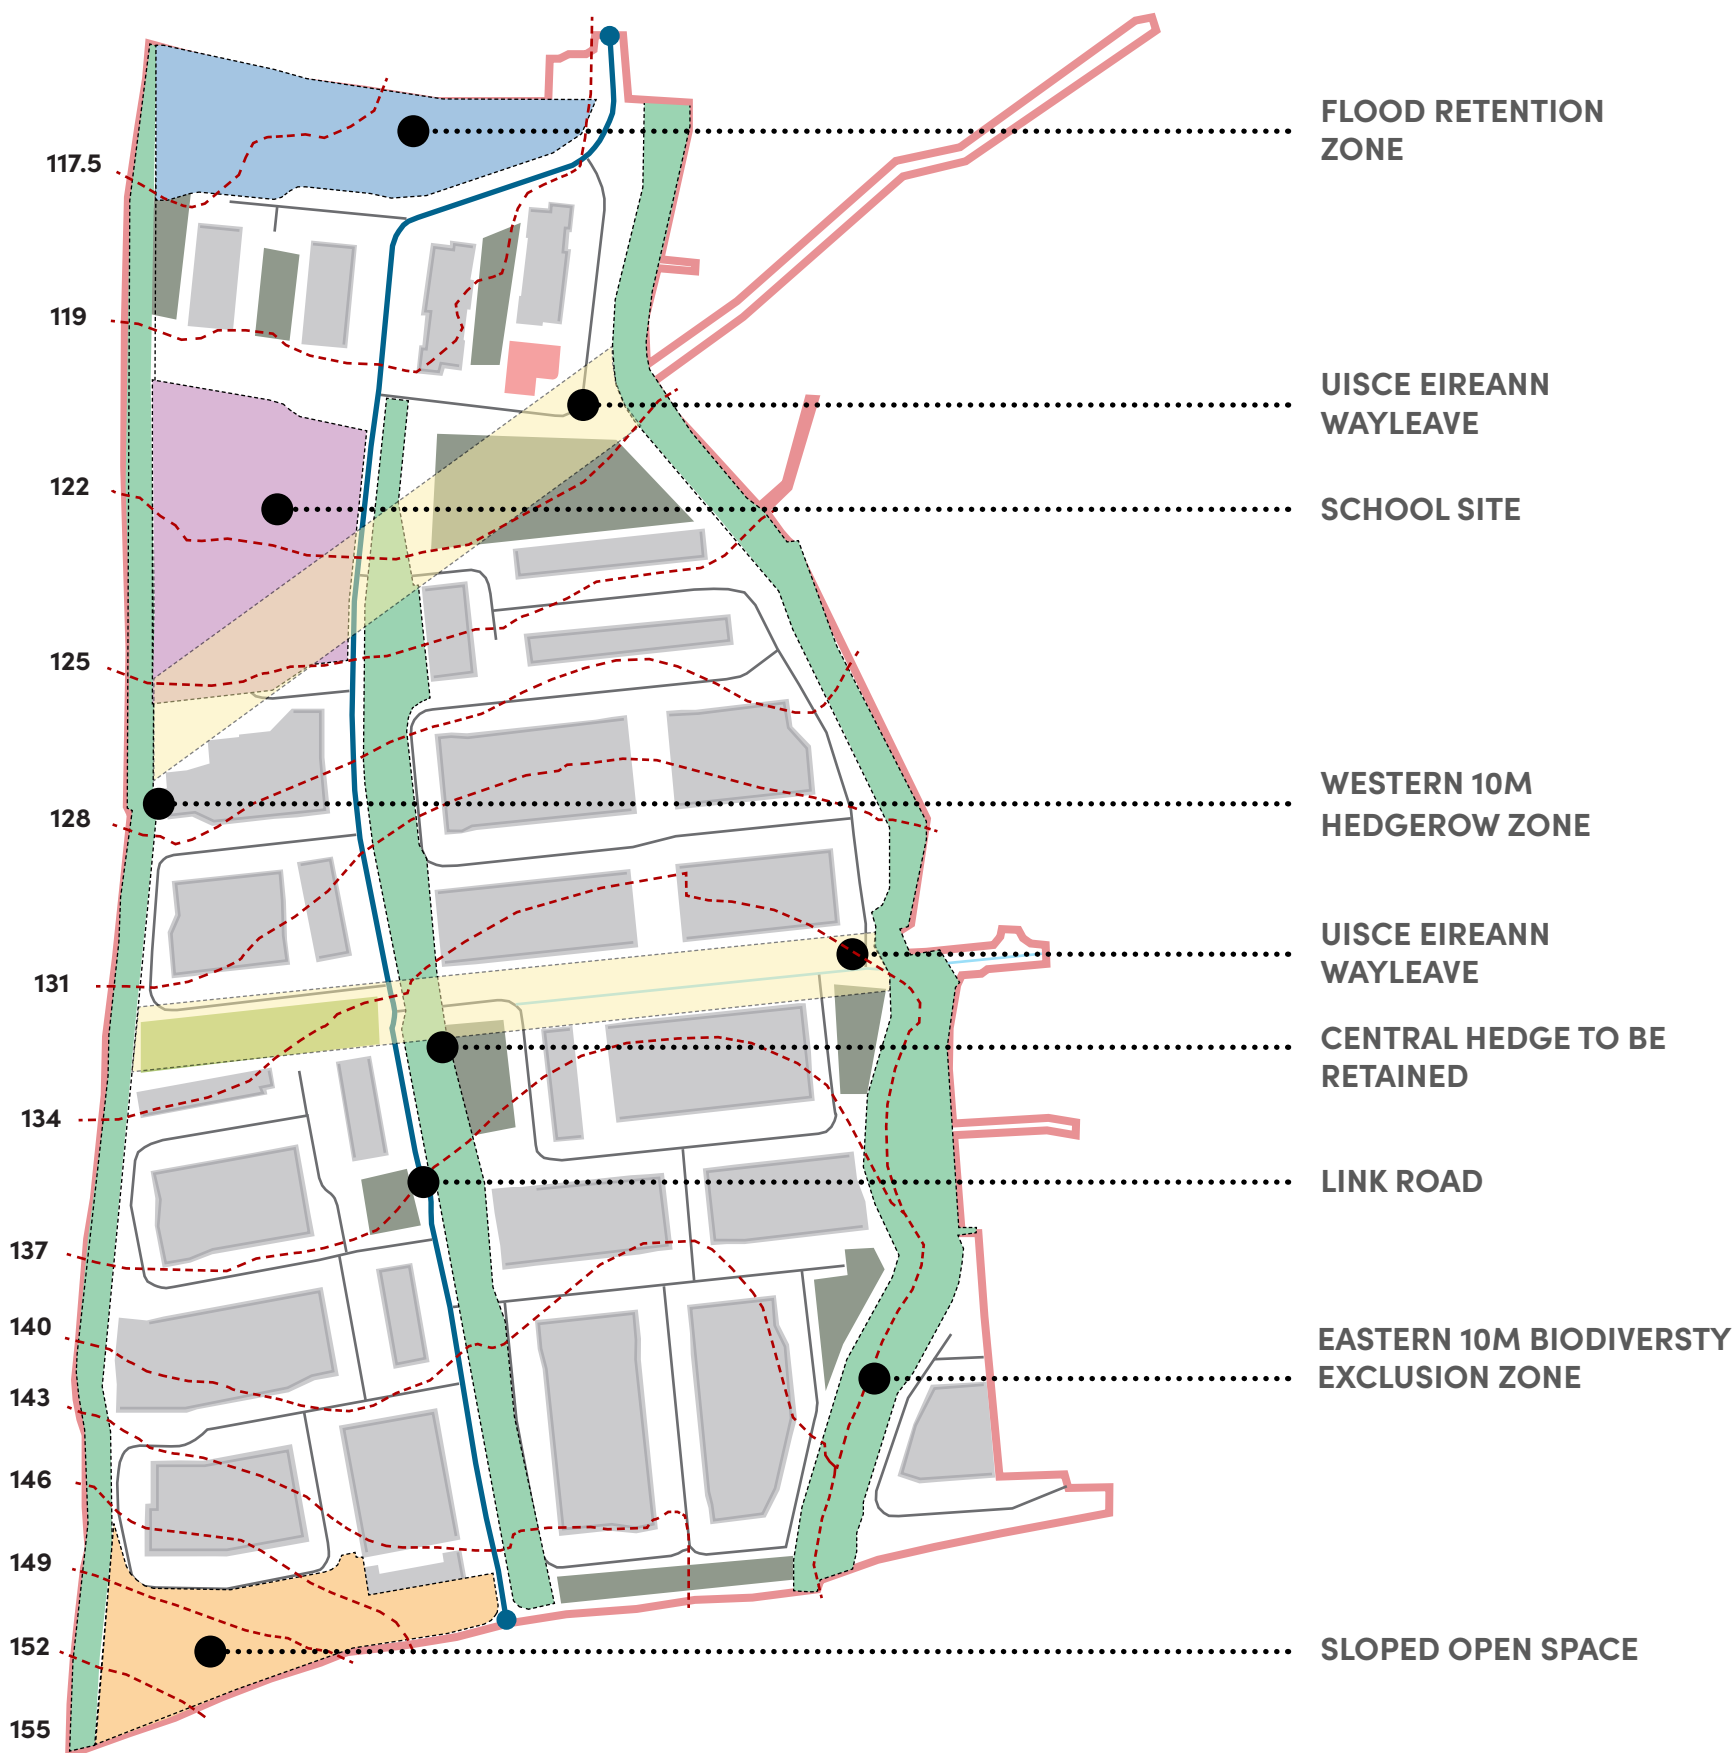 FLOOD RETENTION
ZONE
117.5
119
UISCE EIREANN
WAYLEAVE
122
SCHOOL SITE
125
WESTERN 10M
HEDGEROW ZONE
128
UISCE EIREANN
WAYLEAVE
131
CENTRAL HEDGE TO BE
RETAINED
134
LINK ROAD
137
140
EASTERN 10M BIODIVERSTY
EXCLUSION ZONE
143
146
149
152
SLOPED OPEN SPACE
155